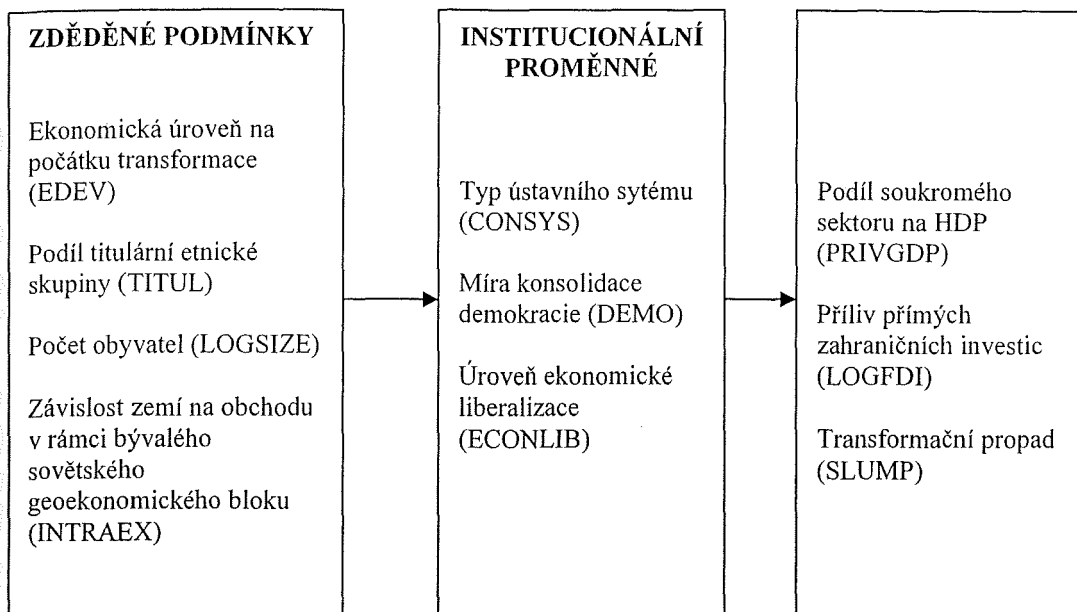 ZDĚDĚNÉ PODMÍNKY
Ekonomická úroveň na
počátku transformace
(EDEV)
Podíl titulární etnické
skupiny (TITUL)
Počet obyvatel (LOGSIZE)
Závislost zemí na obchodu
v rámci bývalého
sovětského
geoekonomického bloku
(INTRAEX)
INSTITUCIONÁLNÍ
PROMĚNNÉ
Typ ústavního sytému
(CONSYS)
Míra konsolidace
demokracie (DEMO)
Úroveň ekonomické
liberalizace
(ECONLIB)
Podíl soukromého
sektoru na HDP
(PRIVGDP)
Příliv přímých
zahraničních investic
(LOGFDI)
Transformační propad
(SLUMP)